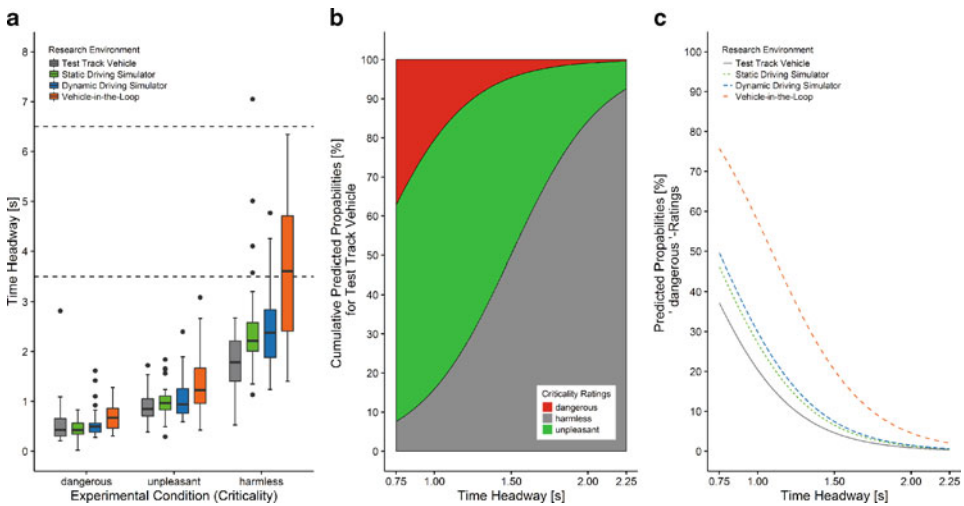 a
8
7
6
5
4
3
2
1
0
Time Headway [s]
Research Environment
Test Track Vehicle
Static Driving Simulator
Dynamic Driving Simulator
Vehicle-in-the-Loop
dangerous unpleasant harmless
Experimental Condition (Criticality)
b
100
90
80
70
60
50
40
30
20
10
0
Cumulative Predicted Propabilities [%]
for Test Track Vehicle
Criticality Ratings
dangerous
harmless
unpleasant
0.75 1.00 1.50 2.00 2.25
Time Headway [s]
c
100
90
80
70
60
50
40
30
20
10
0
Predicted Propabilities [%]
' dangerous '-Ratings
Research Environment
Test Track Vehicle
Static Driving Simulator
Dynamic Driving Simulator
Vehicle-in-the-Loop
0.75 1.00 1.50 2.00 2.25
Time Headway [s]